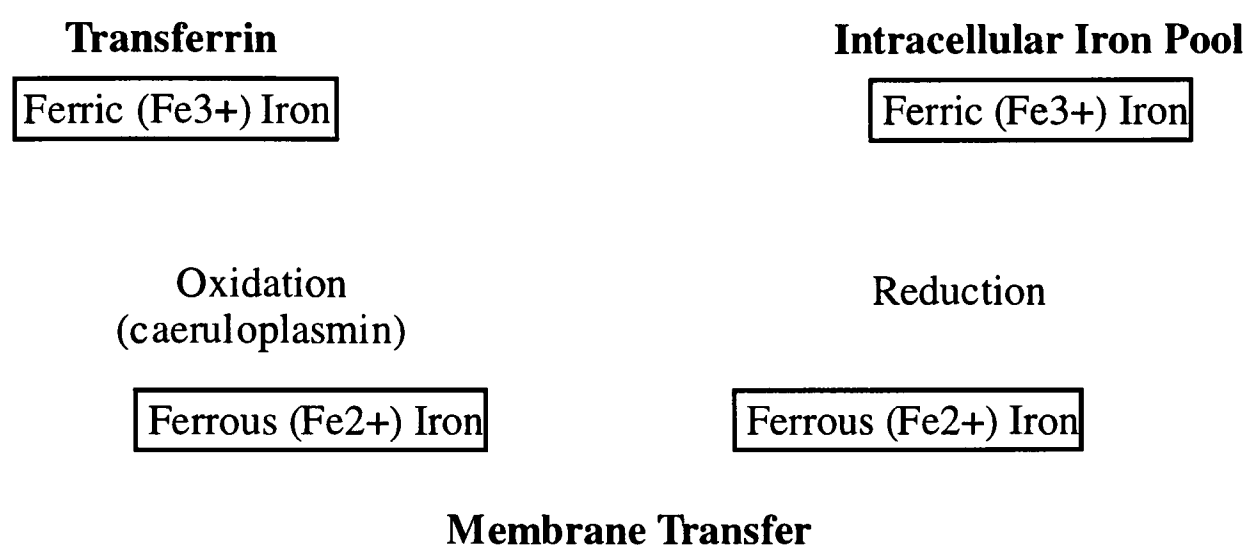 Transferrin
Intracellular Iron Pool
Ferric (Fe3+) Iron
Ferric (Fe3+) Iron
Oxidation
(caeruloplasmin)
Reduction
Ferrous (Fe2+) Iron
Ferrous (Fe2+) Iron
Membrane Transfer